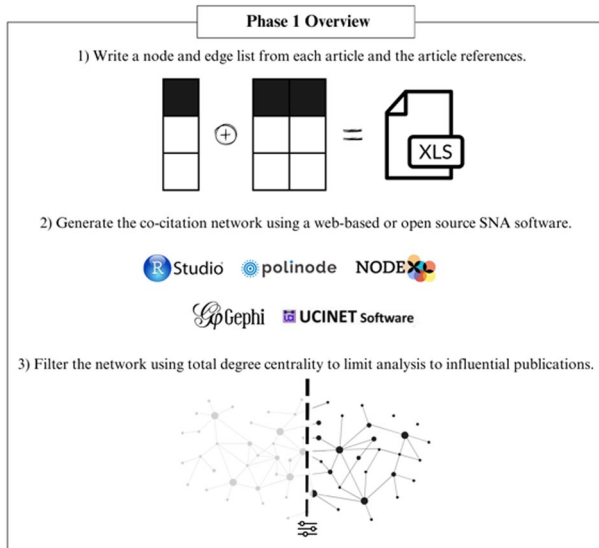 Phase 1 Overview
1) Write a node and edge list from each article and the article references.
XLS
2) Generate the co-citation network using a web-based or open source SNA software.
R Studio polinode NODEXL
Gephi UCINET Software
3) Filter the network using total degree centrality to limit analysis to influential publications.